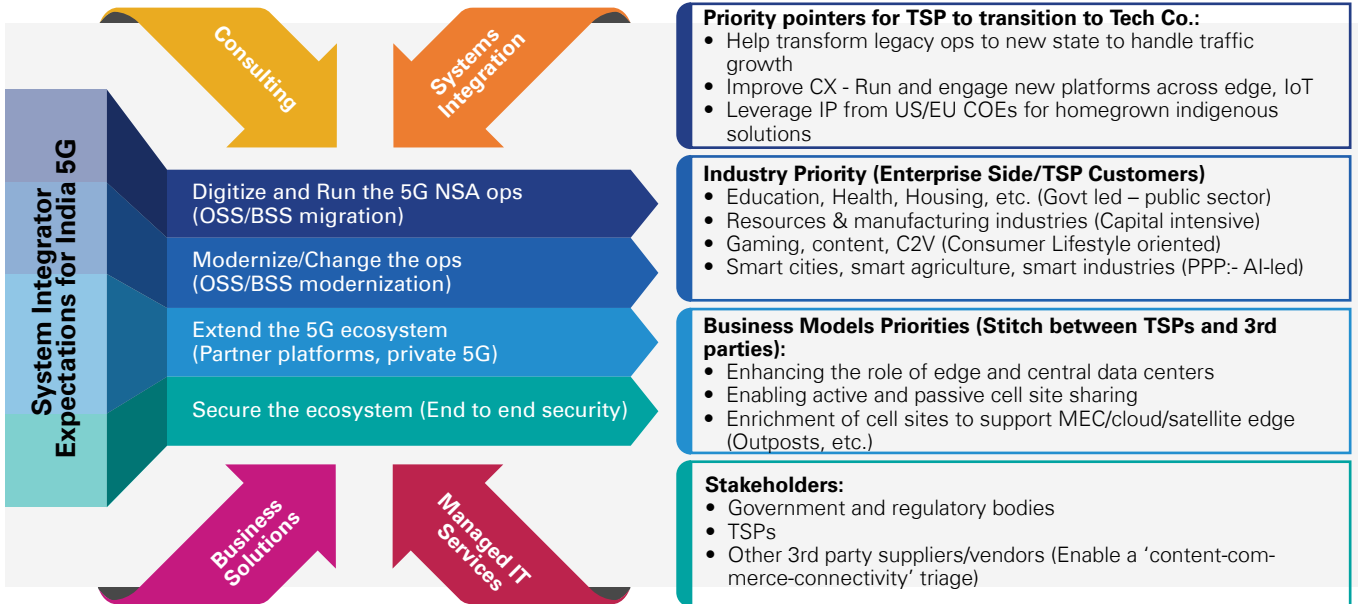 Consulting
Systems
Integration
System Integrator
Expectations for India 5G
Digitize and Run the 5G NSA ops
(OSS/BSS migration)
Modernize/Change the ops
(OSS/BSS modernization)
Extend the 5G ecosystem
(Partner platforms, private 5G)
Secure the ecosystem (End to end security)
Business
Solutions
Managed IT
Services
Priority pointers for TSP to transition to Tech Co.:
• Help transform legacy ops to new state to handle traffic
growth
• Improve CX - Run and engage new platforms across edge, IoT
• Leverage IP from US/EU COEs for homegrown indigenous
solutions
Industry Priority (Enterprise Side/TSP Customers)
• Education, Health, Housing, etc. (Govt led – public sector)
• Resources & manufacturing industries (Capital intensive)
• Gaming, content, C2V (Consumer Lifestyle oriented)
• Smart cities, smart agriculture, smart industries (PPP:- AI-led)
Business Models Priorities (Stitch between TSPs and 3rd
parties):
• Enhancing the role of edge and central data centers
• Enabling active and passive cell site sharing
• Enrichment of cell sites to support MEC/cloud/satellite edge
(Outposts, etc.)
Stakeholders:
• Government and regulatory bodies
• TSPs
• Other 3rd party suppliers/vendors (Enable a ‘content-com-
merce-connectivity’ triage)